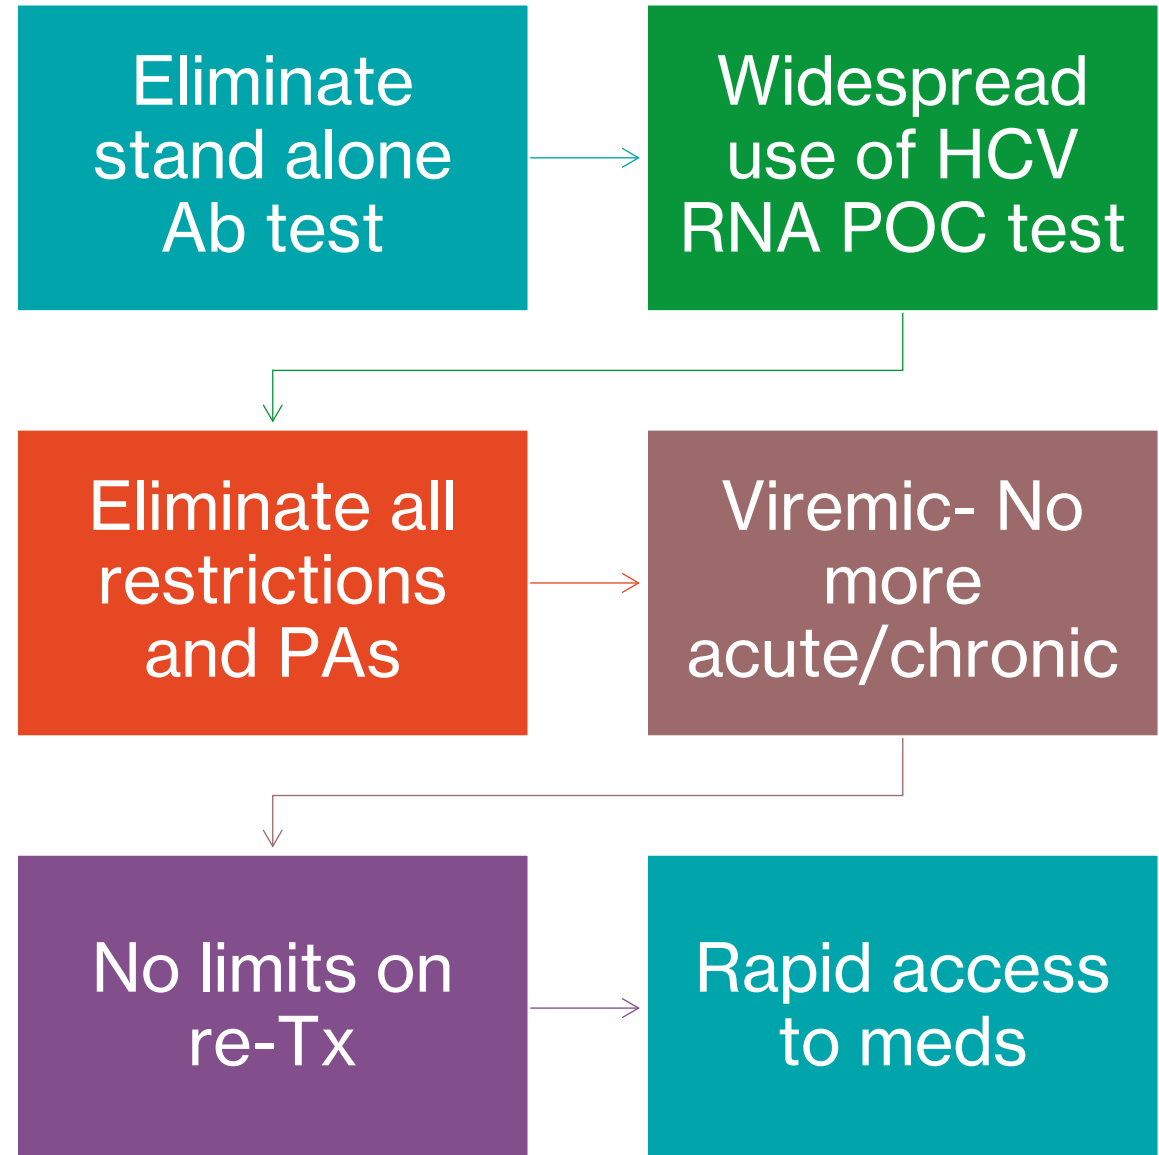 Eliminate
stand alone
Ab test
Widespread
use of HCV
RNA POC test
Eliminate all
restrictions
and PAs
Viremic- No
more
acute/chronic
No limits on
re-Tx
Rapid access
to meds